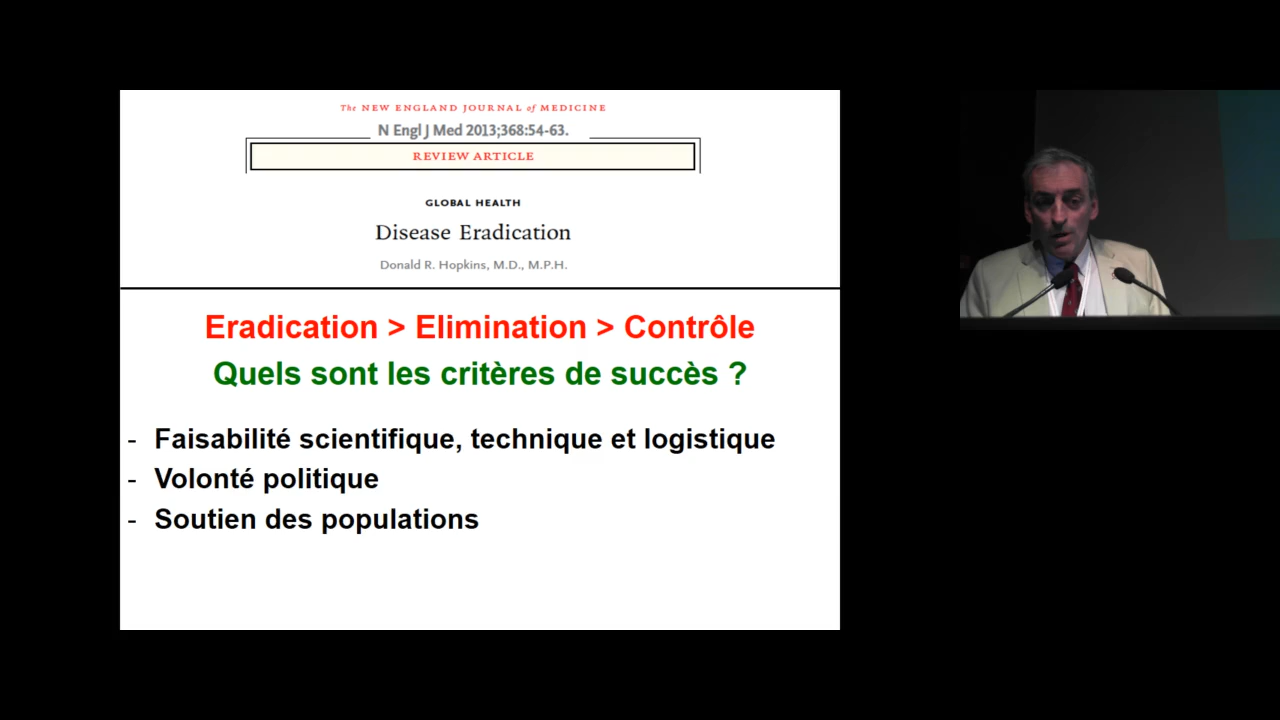 The NEW ENGLAND JOURNAL of MEDICINE
N Engl J Med 2013;368:54-63.
REVIEW ARTICLE
GLOBAL HEALTH
Disease Eradication
Donald R. Hopkins, M.D., M.P.H.
Eradication > Elimination > Contrôle
Quels sont les critères de succès ?
- Faisabilité scientifique, technique et logistique
- Volonté politique
- Soutien des populations